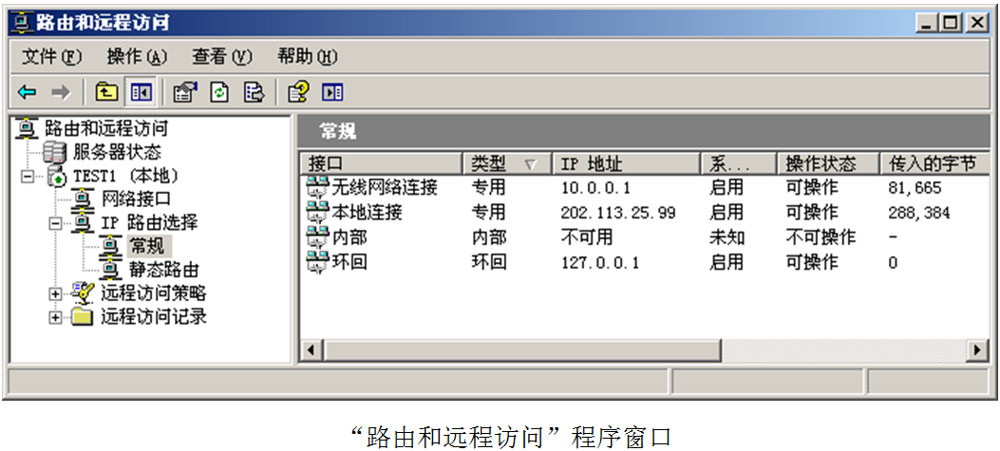 路由和远程访问
文件(F) 操作(A) 查看(V) 帮助(H)
路由和远程访问
服务器状态
TEST1 (本地)
网络接口
IP 路由选择
常规
静态路由
远程访问策略
远程访问记录
常规
接口 类型 IP 地址 系... 操作状态 传入的字节
无线网络连接 专用 10.0.0.1 启用 可操作 81,665
本地连接 专用 202.113.25.99 启用 可操作 288,384
内部 内部 不可用 未知 不可操作 -
环回 环回 127.0.0.1 启用 可操作 0
“路由和远程访问”程序窗口